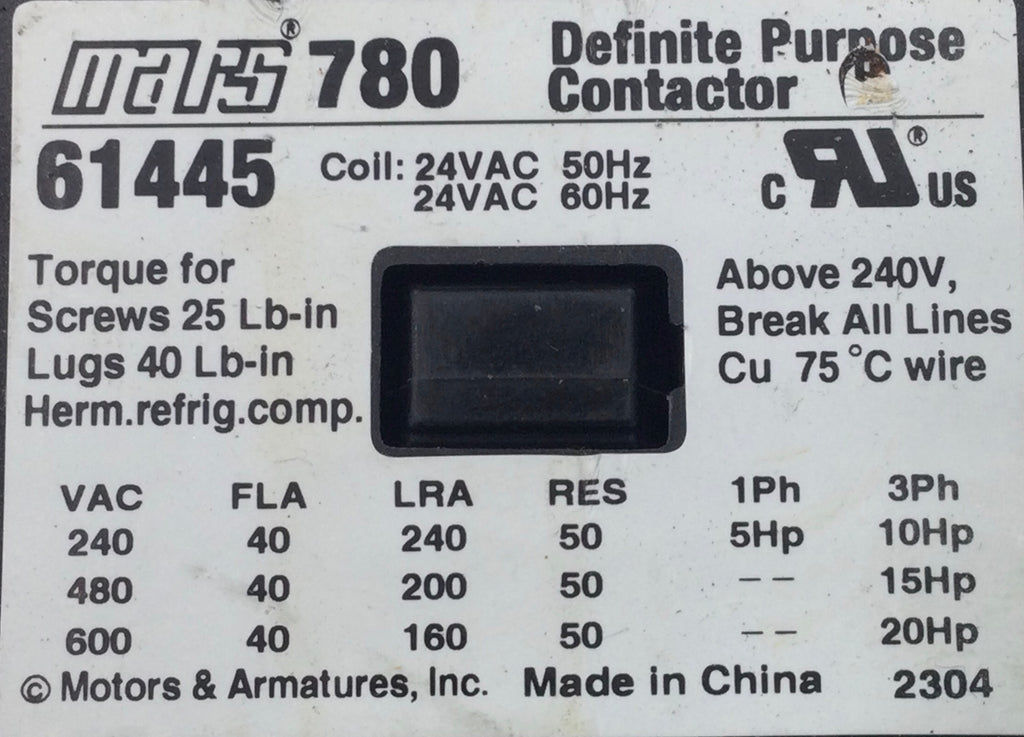 mars® 780 Definite Purpose
Contactor
61445 Coil: 24VAC 50Hz
24VAC 60Hz
C RU® US
Torque for
Screws 25 Lb-in
Lugs 40 Lb-in
Herm.refrig.comp.
Above 240V,
Break All Lines
Cu 75 °C wire
VAC FLA LRA RES 1Ph 3Ph
240 40 240 50 5Hp 10Hp
480 40 200 50 -- 15Hp
600 40 160 50 -- 20Hp
© Motors & Armatures, Inc. Made in China 2304